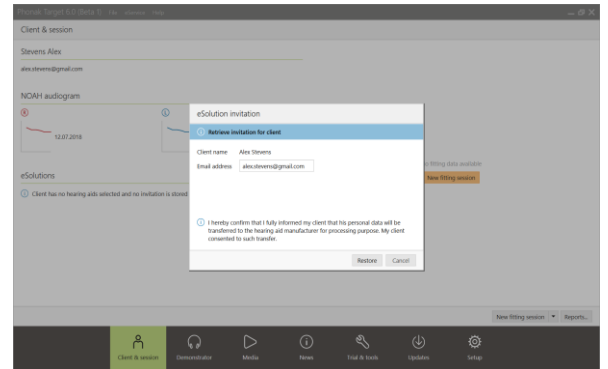 Phonak Target 6.0 (Beta 1) File nSession Help
Client & session
Stevens Alex
alex.stevens@gmail.com
NOAH audiogram
12.07.2018
eSolutions
Client has no hearing aids selected and no invitation is stored
eSolution invitation
Retrieve invitation for client
Client name Alex Stevens
Email address alex.stevens@gmail.com
I hereby confirm that I fully informed my client that his personal data will be
transferred to the hearing aid manufacturer for processing purpose. My client
consented to such transfer.
Restore Cancel
fitting data available
New fitting session
New fitting session Reports...
Client & session Demonstrator Media News Trial & tools Updates Setup